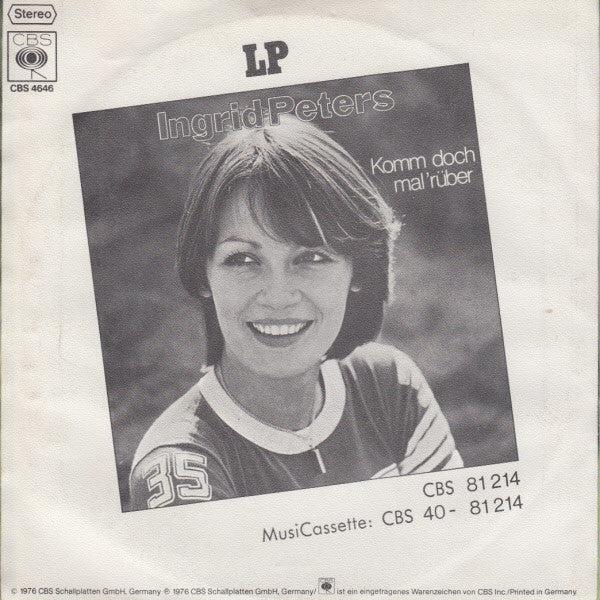 Stereo
CBS
CBS 4646
LP
Ingrid Peters
Komm doch
mal 'rüber
35
CBS 81 214
MusiCassette: CBS 40 - 81 214
© 1976 CBS Schallplatten GmbH, Germany ℗ 1976 CBS Schallplatten GmbH, Germany/ CBS ist ein eingetragenes Warenzeichen von CBS Inc./Printed in Germany